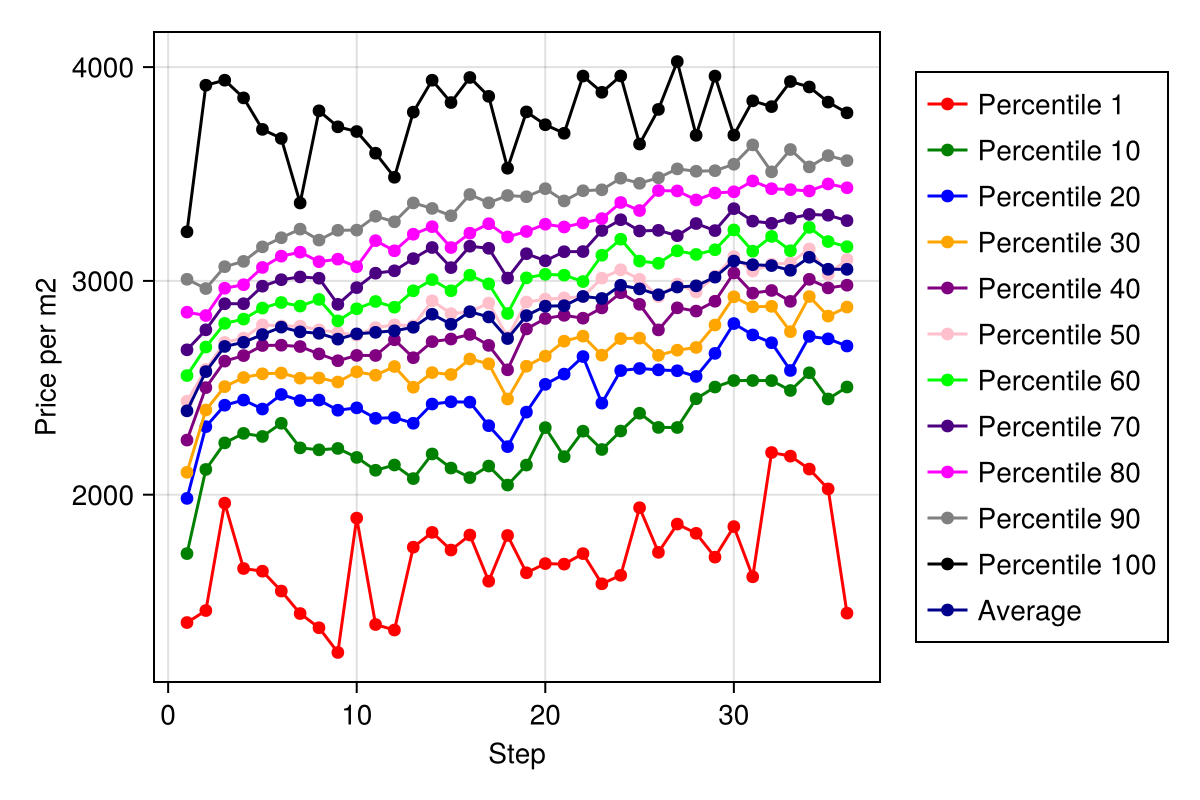 4000
3000
2000
Price per m2
0 10 20 30
Step
Percentile 1
Percentile 10
Percentile 20
Percentile 30
Percentile 40
Percentile 50
Percentile 60
Percentile 70
Percentile 80
Percentile 90
Percentile 100
Average